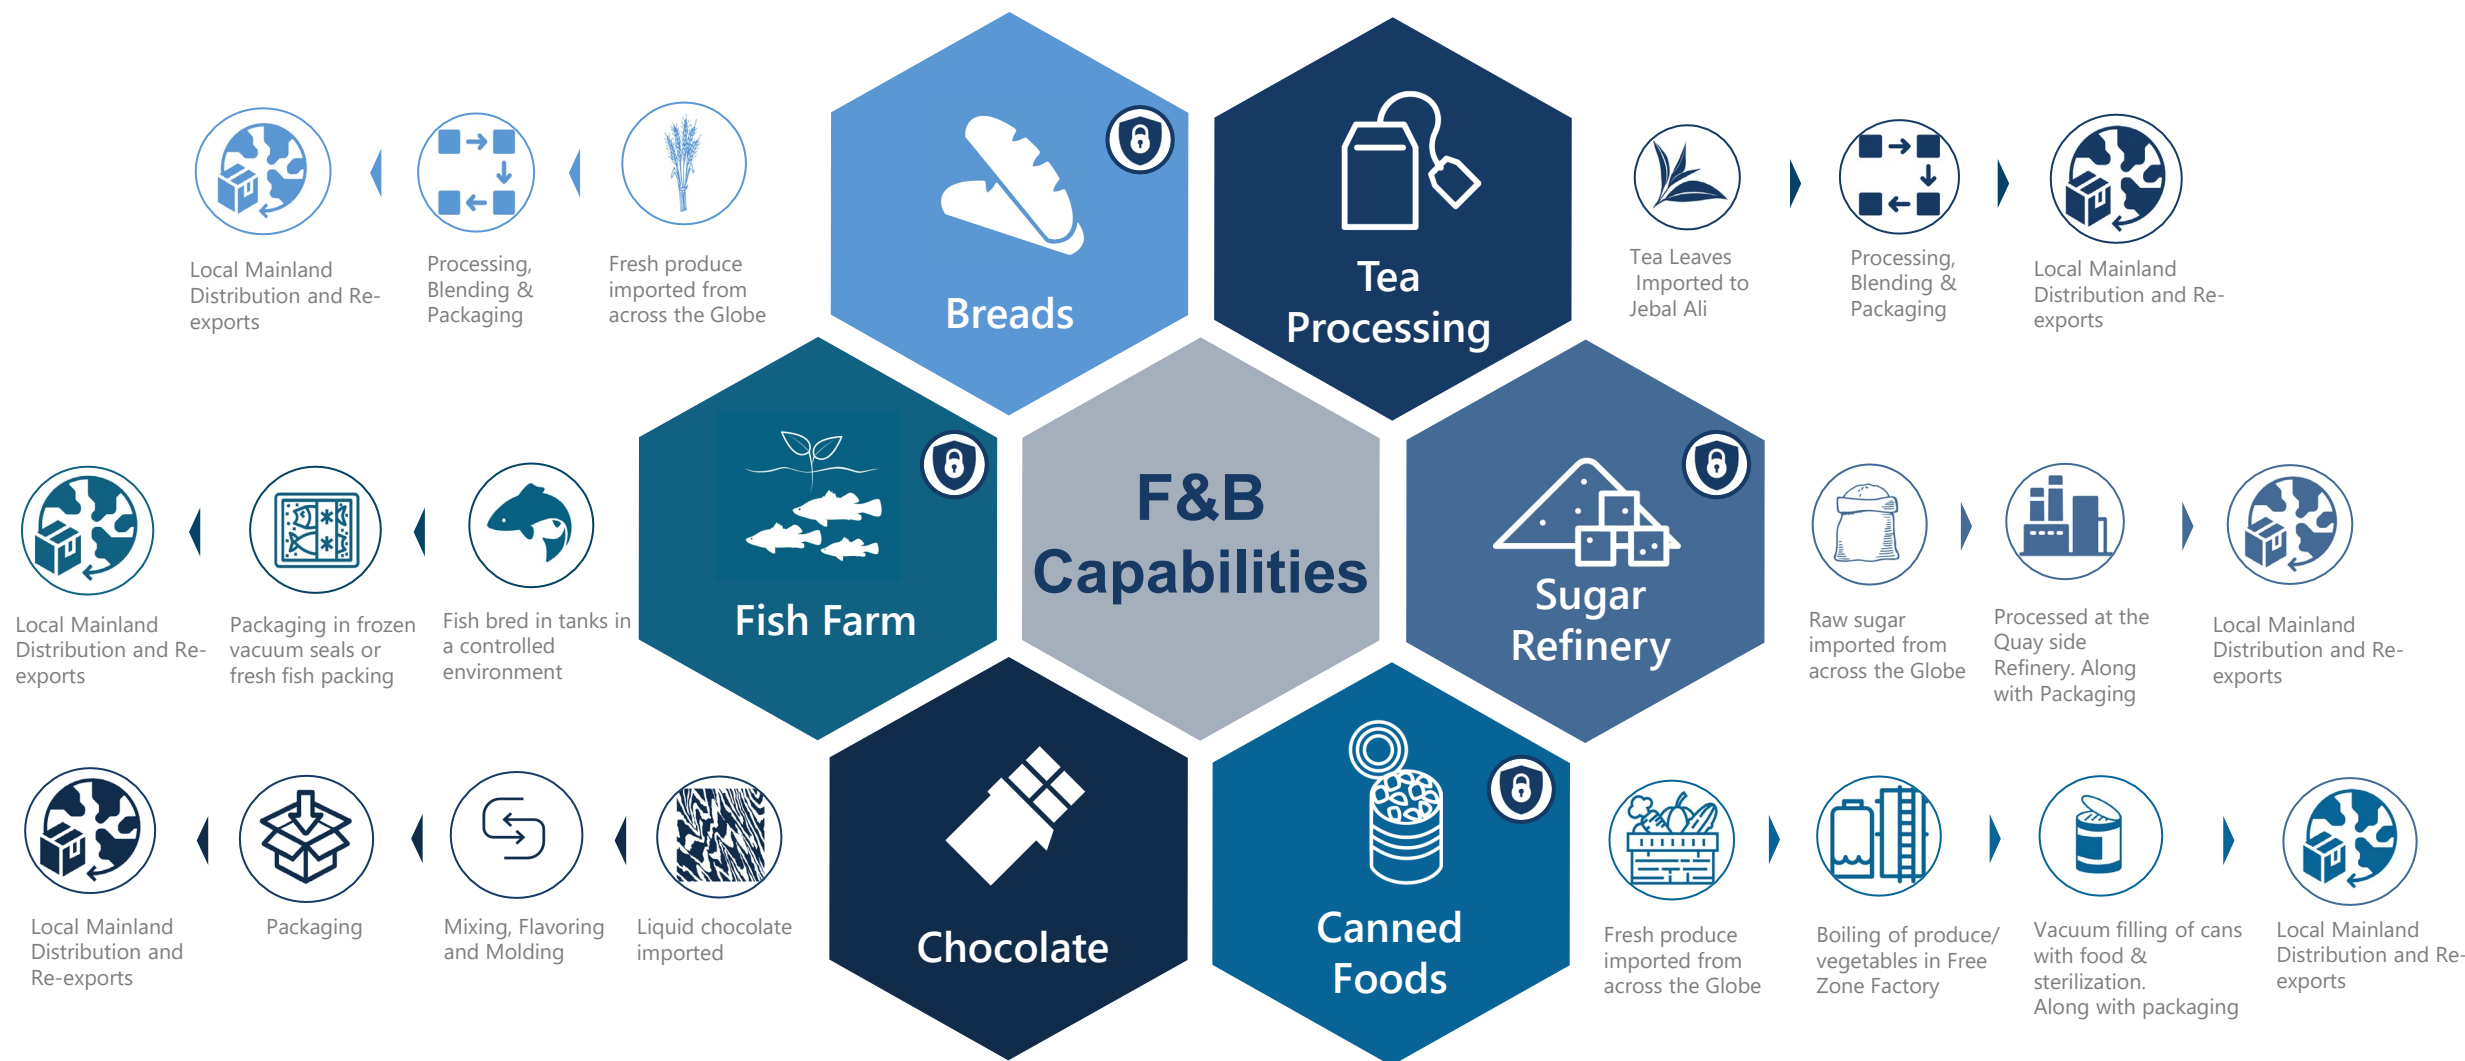 Local Mainland
Distribution and Re-
exports
Processing,
Blending &
Packaging
Fresh produce
imported from
across the Globe
Breads
Tea
Processing
Tea Leaves
Imported to
Jebal Ali
Processing,
Blending &
Packaging
Local Mainland
Distribution and Re-
exports
Local Mainland
Distribution and Re-
exports
Packaging in frozen
vacuum seals or
fresh fish packing
Fish bred in tanks in
a controlled
environment
Fish Farm
F&B
Capabilities
Sugar
Refinery
Raw sugar
imported from
across the Globe
Processed at the
Quay side
Refinery. Along
with Packaging
Local Mainland
Distribution and Re-
exports
Local Mainland
Distribution and
Re-exports
Packaging
Mixing, Flavoring
and Molding
Liquid chocolate
imported
Chocolate
Canned
Foods
Fresh produce
imported from
across the Globe
Boiling of produce/
vegetables in Free
Zone Factory
Vacuum filling of cans
with food &
sterilization.
Along with packaging
Local Mainland
Distribution and Re-
exports